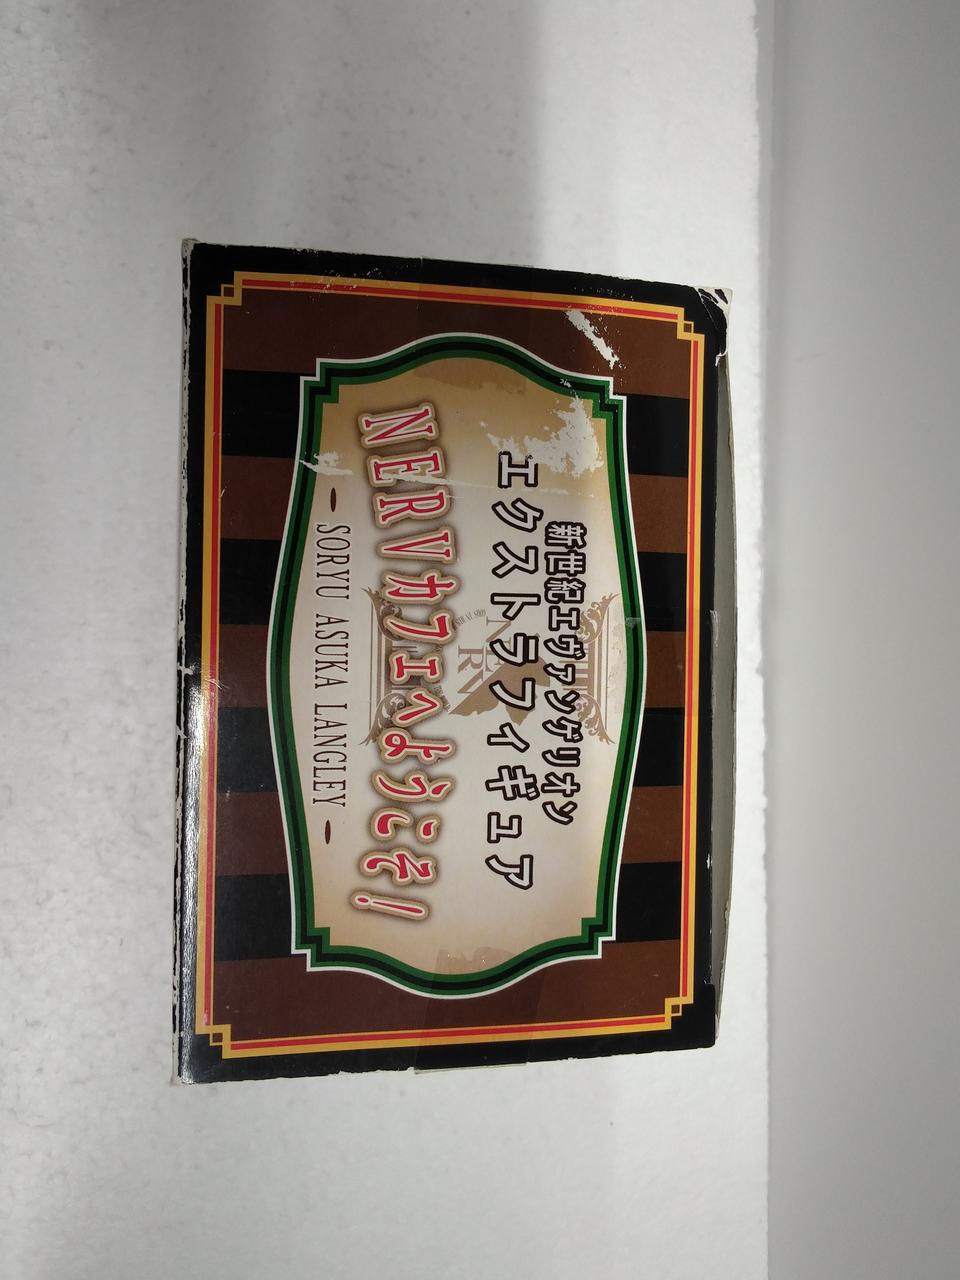 新世紀エヴァンゲリオン
エクストラフィギュア
NERVカフェへようこそ!
- SORYU ASUKA LANGLEY -
NERV